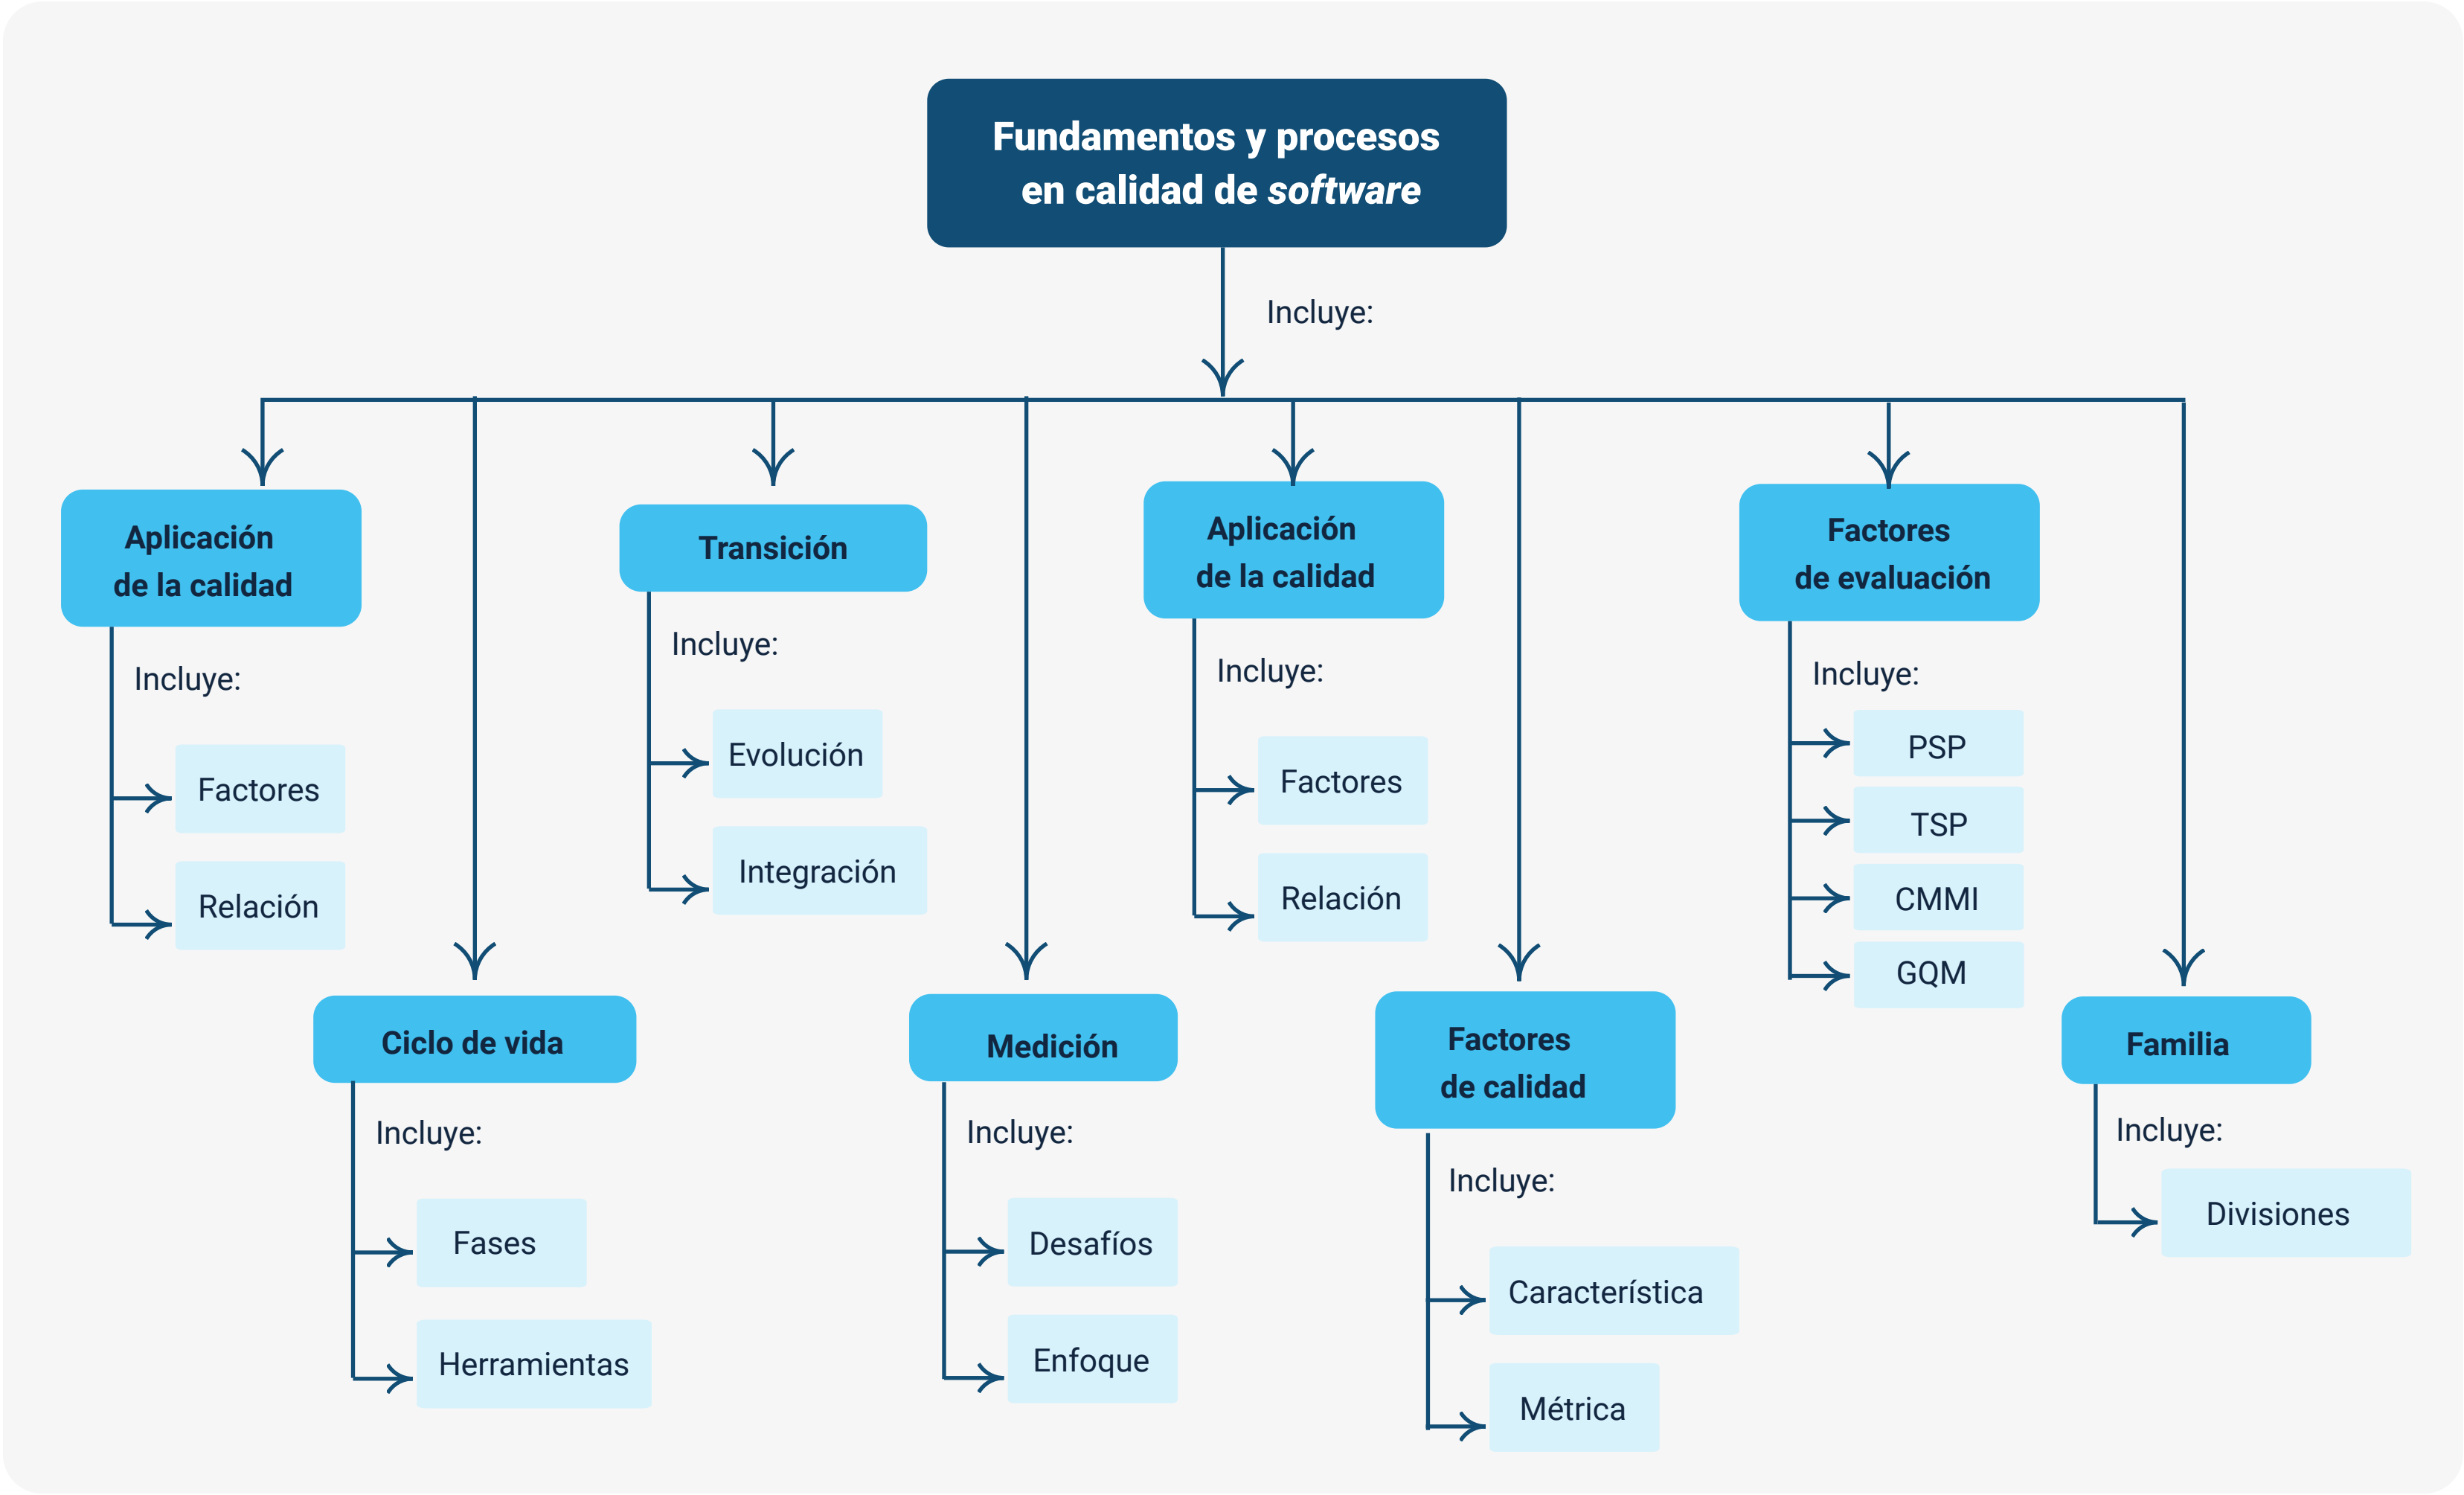 Fundamentos y procesos
en calidad de software
Incluye:
Aplicación
de la calidad
Incluye:
Factores
Relación
Ciclo de vida
Incluye:
Fases
Herramientas
Transición
Incluye:
Evolución
Integración
Medición
Incluye:
Desafíos
Enfoque
Aplicación
de la calidad
Incluye:
Factores
Relación
Factores
de calidad
Incluye:
Característica
Métrica
Factores
de evaluación
Incluye:
PSP
TSP
CMMI
GQM
Familia
Incluye:
Divisiones